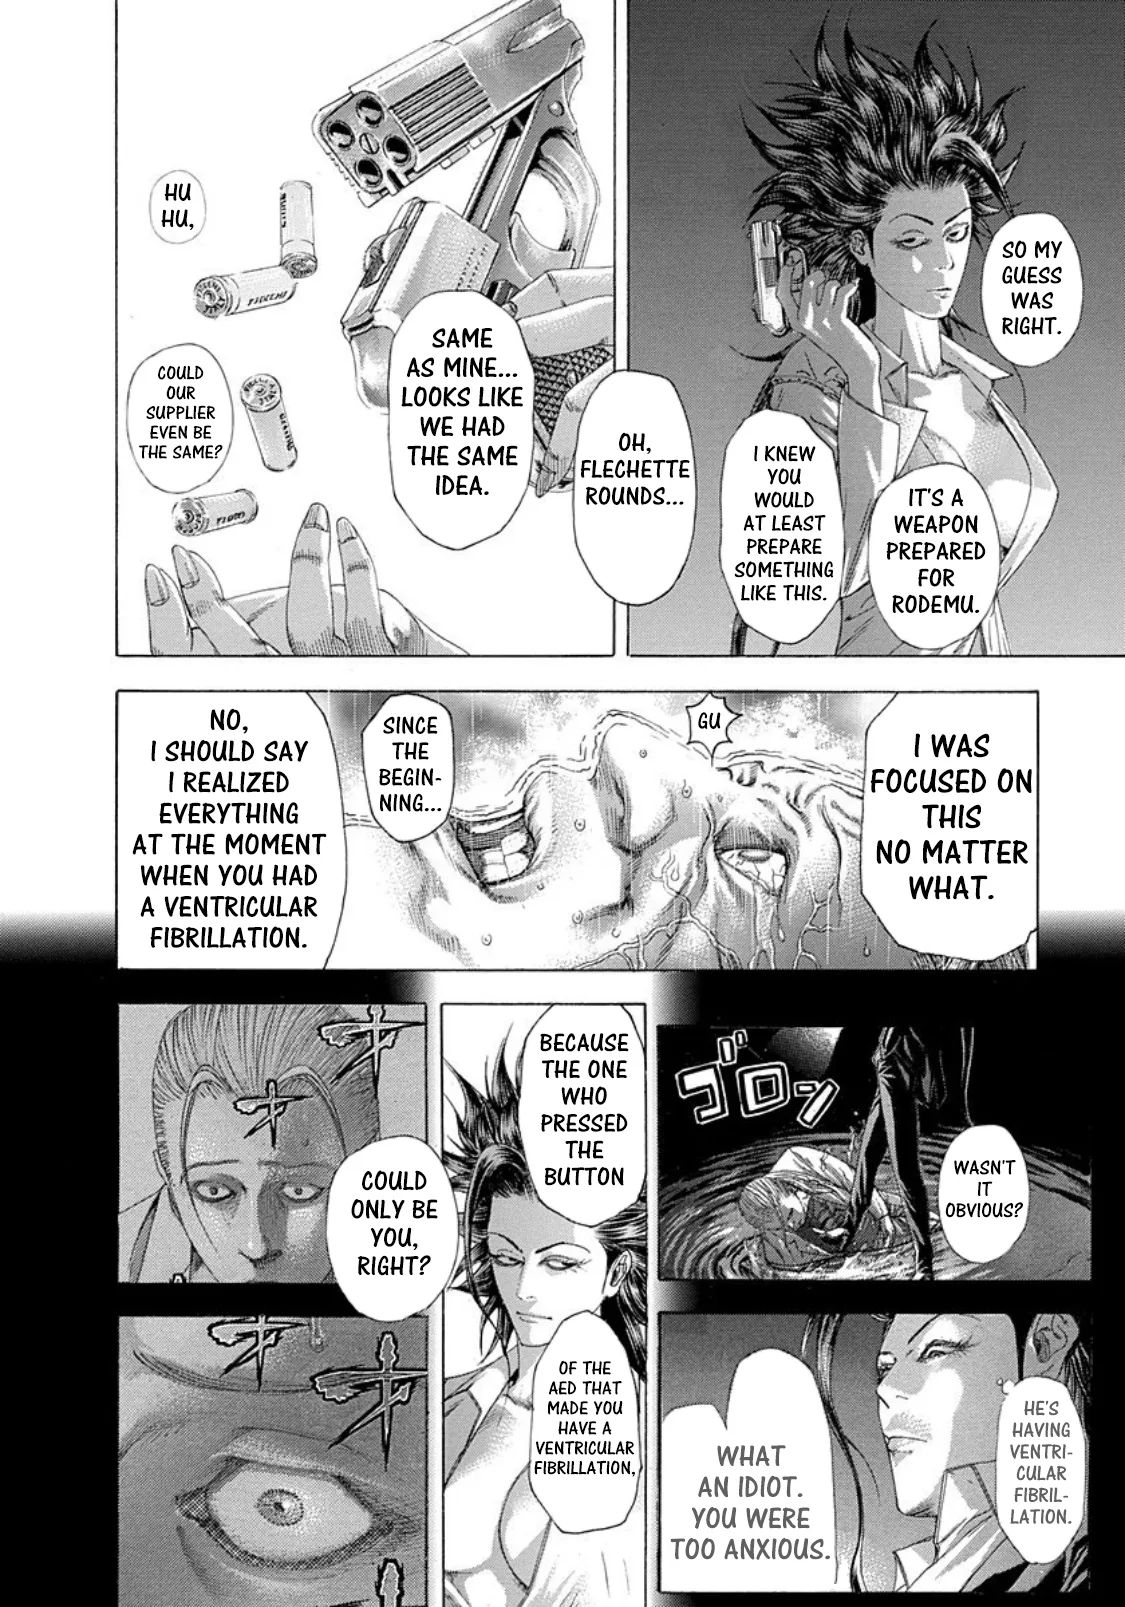 SO MY
GUESS
WAS
RIGHT.
IT'S A
WEAPON
PREPARED
FOR
RODEMU.
I KNEW
YOU
WOULD
AT LEAST
PREPARE
SOMETHING
LIKE THIS.
OH,
FLECHETTE
ROUNDS...
SAME
AS MINE...
LOOKS LIKE
WE HAD
THE SAME
IDEA.
HU
HU,
COULD
OUR
SUPPLIER
EVEN BE
THE SAME?
I WAS
FOCUSED ON
THIS
NO MATTER
WHAT.
GU
SINCE
THE
BEGIN-
NING...
NO,
I SHOULD SAY
I REALIZED
EVERYTHING
AT THE MOMENT
WHEN YOU HAD
A VENTRICULAR
FIBRILLATION.
ゴロン
WASN'T
IT
OBVIOUS?
HE'S
HAVING
VENTRI-
CULAR
FIBRIL-
LATION.
WHAT
AN IDIOT.
YOU WERE
TOO ANXIOUS.
BECAUSE
THE ONE
WHO
PRESSED
THE
BUTTON
OF THE
AED THAT
MADE YOU
HAVE A
VENTRICULAR
FIBRILLATION,
COULD
ONLY BE
YOU,
RIGHT?